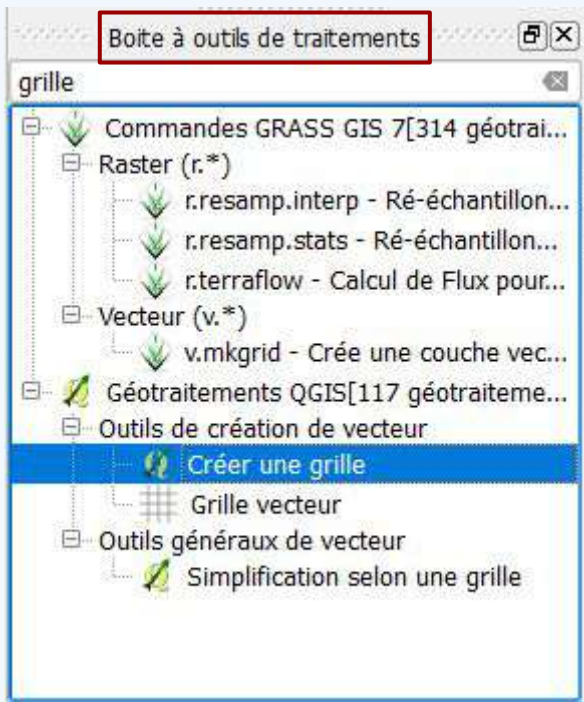 Boite à outils de traitements
grille
Commandes GRASS GIS 7[314 géotrai...
Raster (r.*)
r.resamp.interp - Ré-échantillon...
r.resamp.stats - Ré-échantillon...
r.terraflow - Calcul de Flux pour...
Vecteur (v.*)
v.mkgrid - Crée une couche vec...
Géotraitements QGIS[117 géotraiteme...
Outils de création de vecteur
Créer une grille
Grille vecteur
Outils généraux de vecteur
Simplification selon une grille